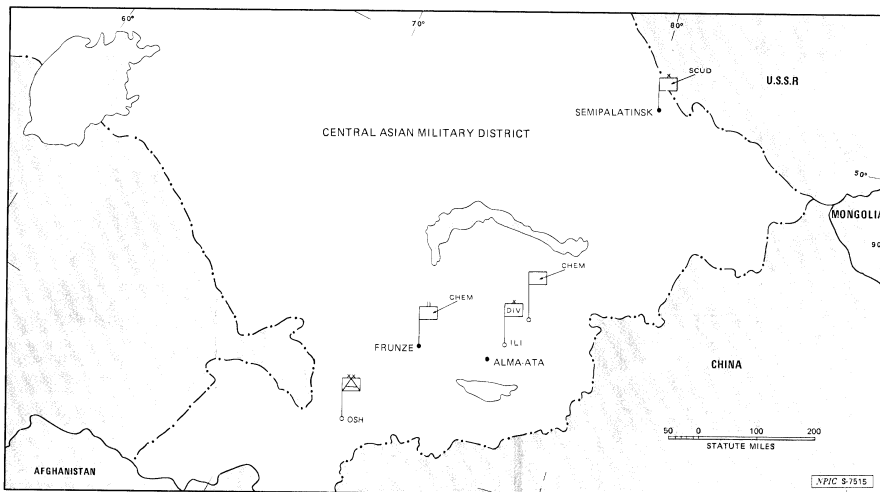 60°
70°
80°
SCUD
U.S.S.R
SEMIPALATINSK
CENTRAL ASIAN MILITARY DISTRICT
50°
MONGOLIA
90
CHEM
CHEM
DIV
FRUNZE
ILI
ALMA-ATA
CHINA
OSH
50 0 100 200
STATUTE MILES
AFGHANISTAN
NPIC S-7515